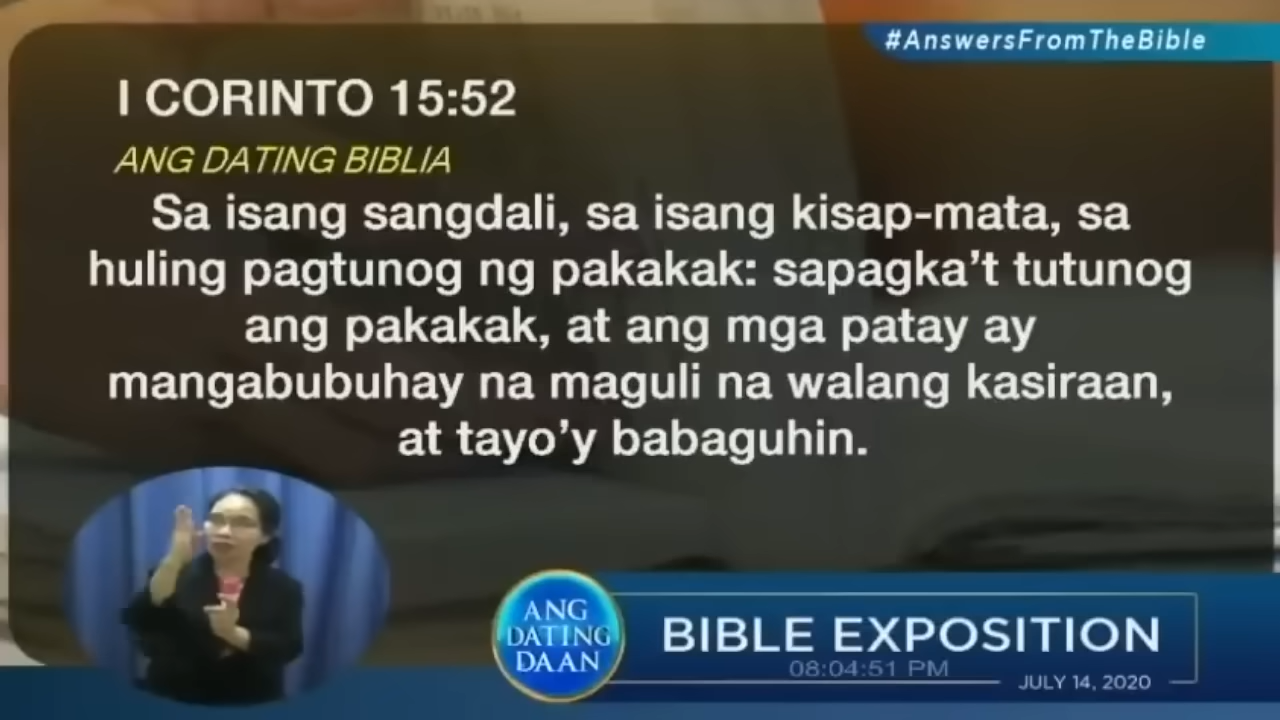 #AnswersFromTheBible
I CORINTO 15:52
ANG DATING BIBLIA
Sa isang sangdali, sa isang kisap-mata, sa
huling pagtunog ng pakakak: sapagka’t tutunog
ang pakakak, at ang mga patay ay
mangabubuhay na maguli na walang kasiraan,
at tayo’y babaguhin.
ANG
DATING
DAAN
BIBLE EXPOSITION
08:04:51 PM
JULY 14, 2020